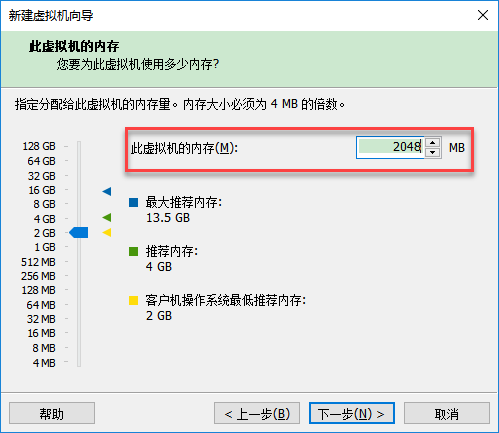 新建虚拟机向导
此虚拟机的内存
您要为此虚拟机使用多少内存?
指定分配给此虚拟机的内存量。内存大小必须为 4 MB 的倍数。
此虚拟机的内存(M): 2048 MB
128 GB
64 GB
32 GB
16 GB
8 GB
4 GB
2 GB
1 GB
512 MB
256 MB
128 MB
64 MB
32 MB
16 MB
8 MB
4 MB
最大推荐内存:
13.5 GB
推荐内存:
4 GB
客户机操作系统最低推荐内存:
2 GB
帮助 < 上一步(B) 下一步(N) > 取消